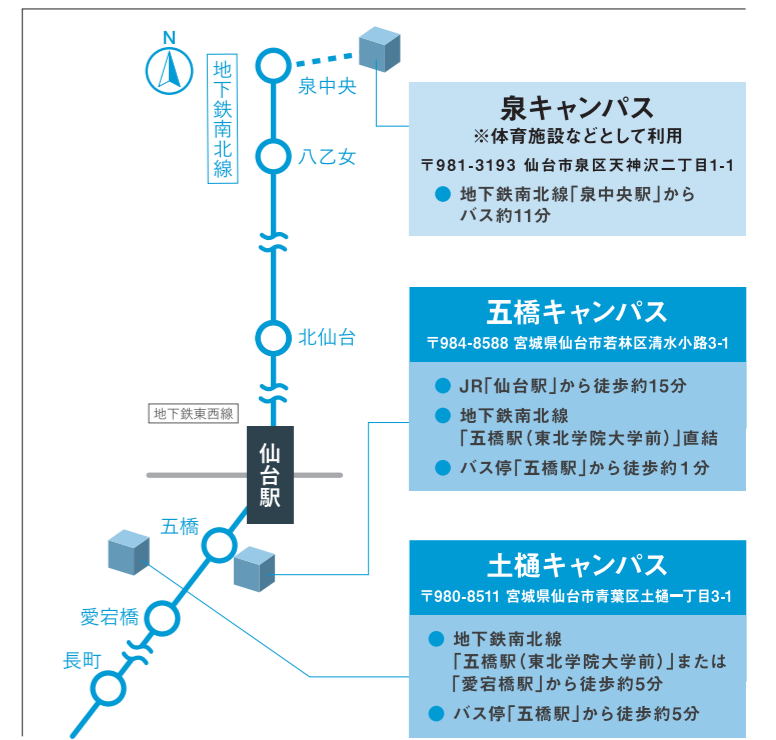 N
地下鉄南北線
泉中央
八乙女
北仙台
地下鉄東西線
仙台駅
五橋
愛宕橋
長町
泉キャンパス
※体育施設などとして利用
〒981-3193 仙台市泉区天神沢二丁目1-1
● 地下鉄南北線「泉中央駅」から
バス約11分
五橋キャンパス
〒984-8588 宮城県仙台市若林区清水小路3-1
● JR「仙台駅」から徒歩約15分
● 地下鉄南北線
「五橋駅(東北学院大学前)」直結
● バス停「五橋駅」から徒歩約1分
土樋キャンパス
〒980-8511 宮城県仙台市青葉区土樋一丁目3-1
● 地下鉄南北線
「五橋駅(東北学院大学前)」または
「愛宕橋駅」から徒歩約5分
● バス停「五橋駅」から徒歩約5分